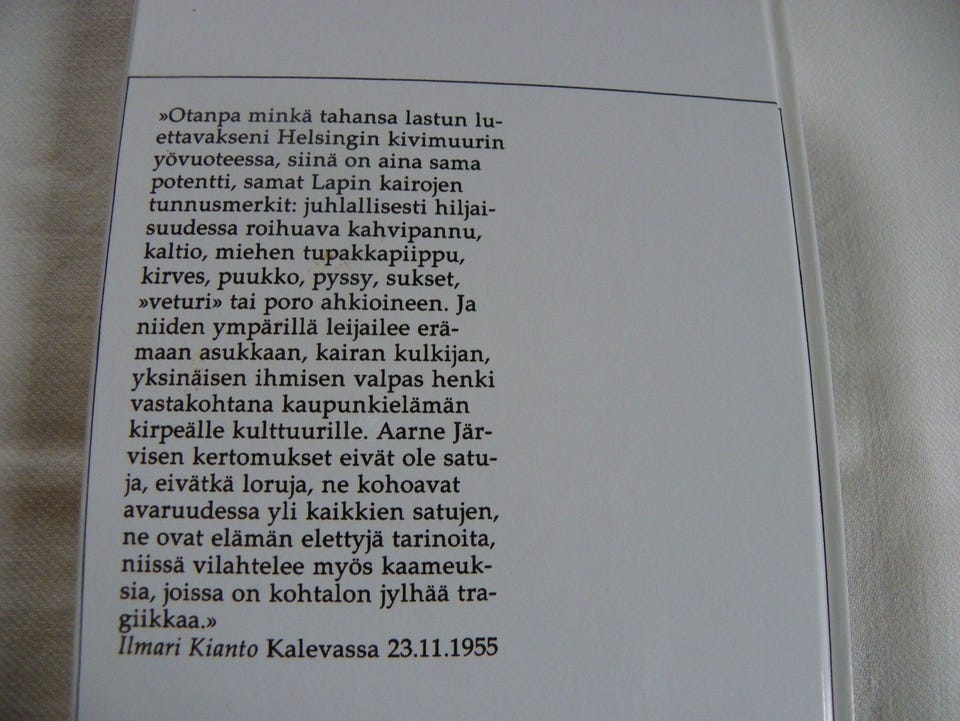 »Otanpa minkä tahansa lastun lu-
ettavakseni Helsingin kivimuurin
yövuoteessa, siinä on aina sama
potentti, samat Lapin kairojen
tunnusmerkit: juhlallisesti hiljai-
suudessa roihuava kahvipannu,
kaltio, miehen tupakkapiippu,
kirves, puukko, pyssy, sukset,
»veturi» tai poro ahkioineen. Ja
niiden ympärillä leijailee erä-
maan asukkaan, kairan kulkijan,
yksinäisen ihmisen valpas henki
vastakohtana kaupunkielämän
kirpeälle kulttuurille. Aarne Jär-
visen kertomukset eivät ole satu-
ja, eivätkä loruja, ne kohoavat
avaruudessa yli kaikkien satujen,
ne ovat elämän elettyjä tarinoita,
niissä vilahtelee myös kaameuk-
sia, joissa on kohtalon jylhää tra-
giikkaa.»
Ilmari Kianto Kalevassa 23.11.1955